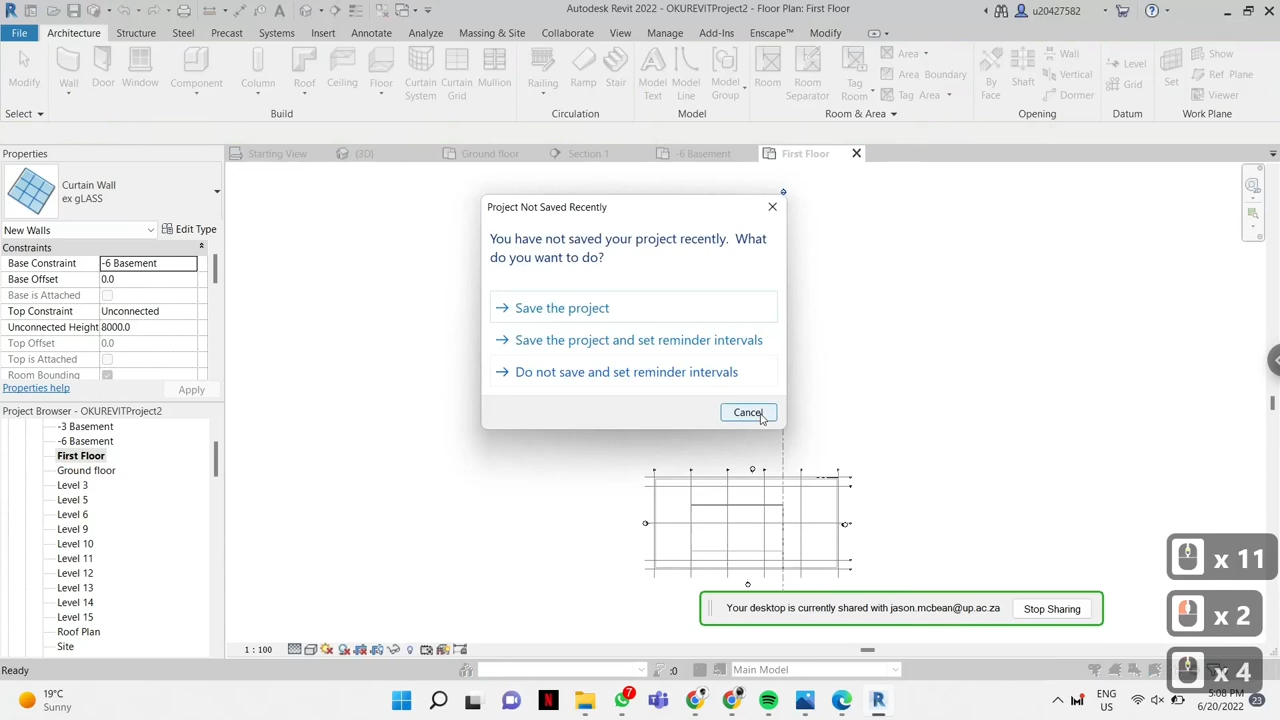 Autodesk Revit 2022 - OKUREVITProject2 - Floor Plan: First Floor
u20427582
File Architecture Structure Steel Precast Systems Insert Annotate Analyze Massing & Site Collaborate View Manage Add-Ins Enscape™ Modify
Modify Wall Door Window Component Column Roof Ceiling Curtain System Floor Curtain Grid Mullion Railing Ramp Stair Model Text Model Line Model Group Room Room Separator Tag Room Area Area Boundary Tag Area By Face Shaft Wall Vertical Dormer Level Grid Set Show Ref Plane Viewer
Select Build Circulation Model Room & Area Opening Datum Work Plane
Properties
Starting View (3D) Ground floor Section 1 -6 Basement First Floor
Curtain Wall
ex gLASS
New Walls Edit Type
Constraints
Base Constraint -6 Basement
Base Offset 0.0
Base is Attached
Top Constraint Unconnected
Unconnected Height 8000.0
Top Offset 0.0
Top is Attached
Room Bounding
Properties help Apply
Project Browser - OKUREVITProject2
-3 Basement
-6 Basement
First Floor
Ground floor
Level 3
Level 5
Level 6
Level 9
Level 10
Level 11
Level 12
Level 13
Level 14
Level 15
Roof Plan
Site
Project Not Saved Recently
You have not saved your project recently. What
do you want to do?
Save the project
Save the project and set reminder intervals
Do not save and set reminder intervals
Cancel
x 11
x 2
x 4
Your desktop is currently shared with jason.mcbean@up.ac.za Stop Sharing
1 : 100
Ready :0 Main Model
19°C
Sunny
7
ENG
US
5:08 PM
6/20/2022
23